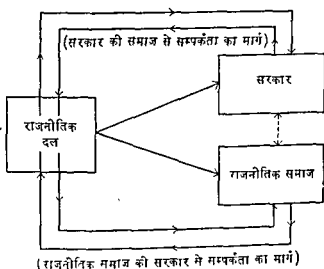 (सरकार की समाज से सम्पर्कता का मार्ग)
सरकार
राजनीतिक
दल
राजनीतिक समाज
(राजनीतिक समाज की सरकार से सम्पर्कता का मार्ग)